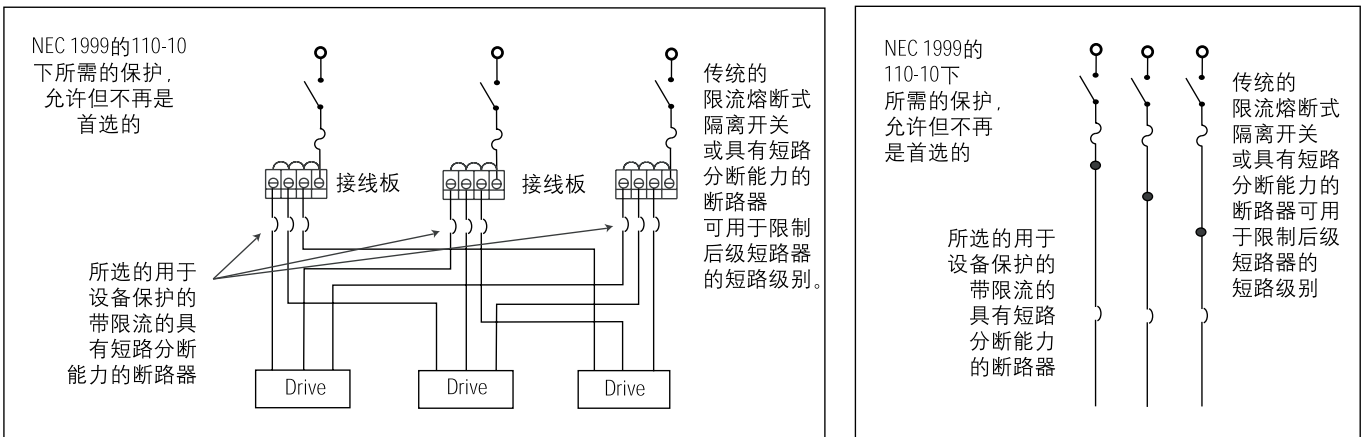 NEC 1999的110-10
下所需的保护,
允许但不再是
首选的
接线板
接线板
传统的
限流熔断式
隔离开关
或具有短路
分断能力的
断路器
可用于限制
后级短路器
的短路级别。
所选的用于
设备保护的
带限流的具
有短路分断
能力的断路器
Drive
Drive
Drive
NEC 1999的
110-10下
所需的保护,
允许但不再
是首选的
传统的
限流熔断式
隔离开关
或具有短路
分断能力的
断路器可用
于限制后级
短路器的
短路级别
所选的用于
设备保护的
带限流的
具有短路
分断能力
的断路器